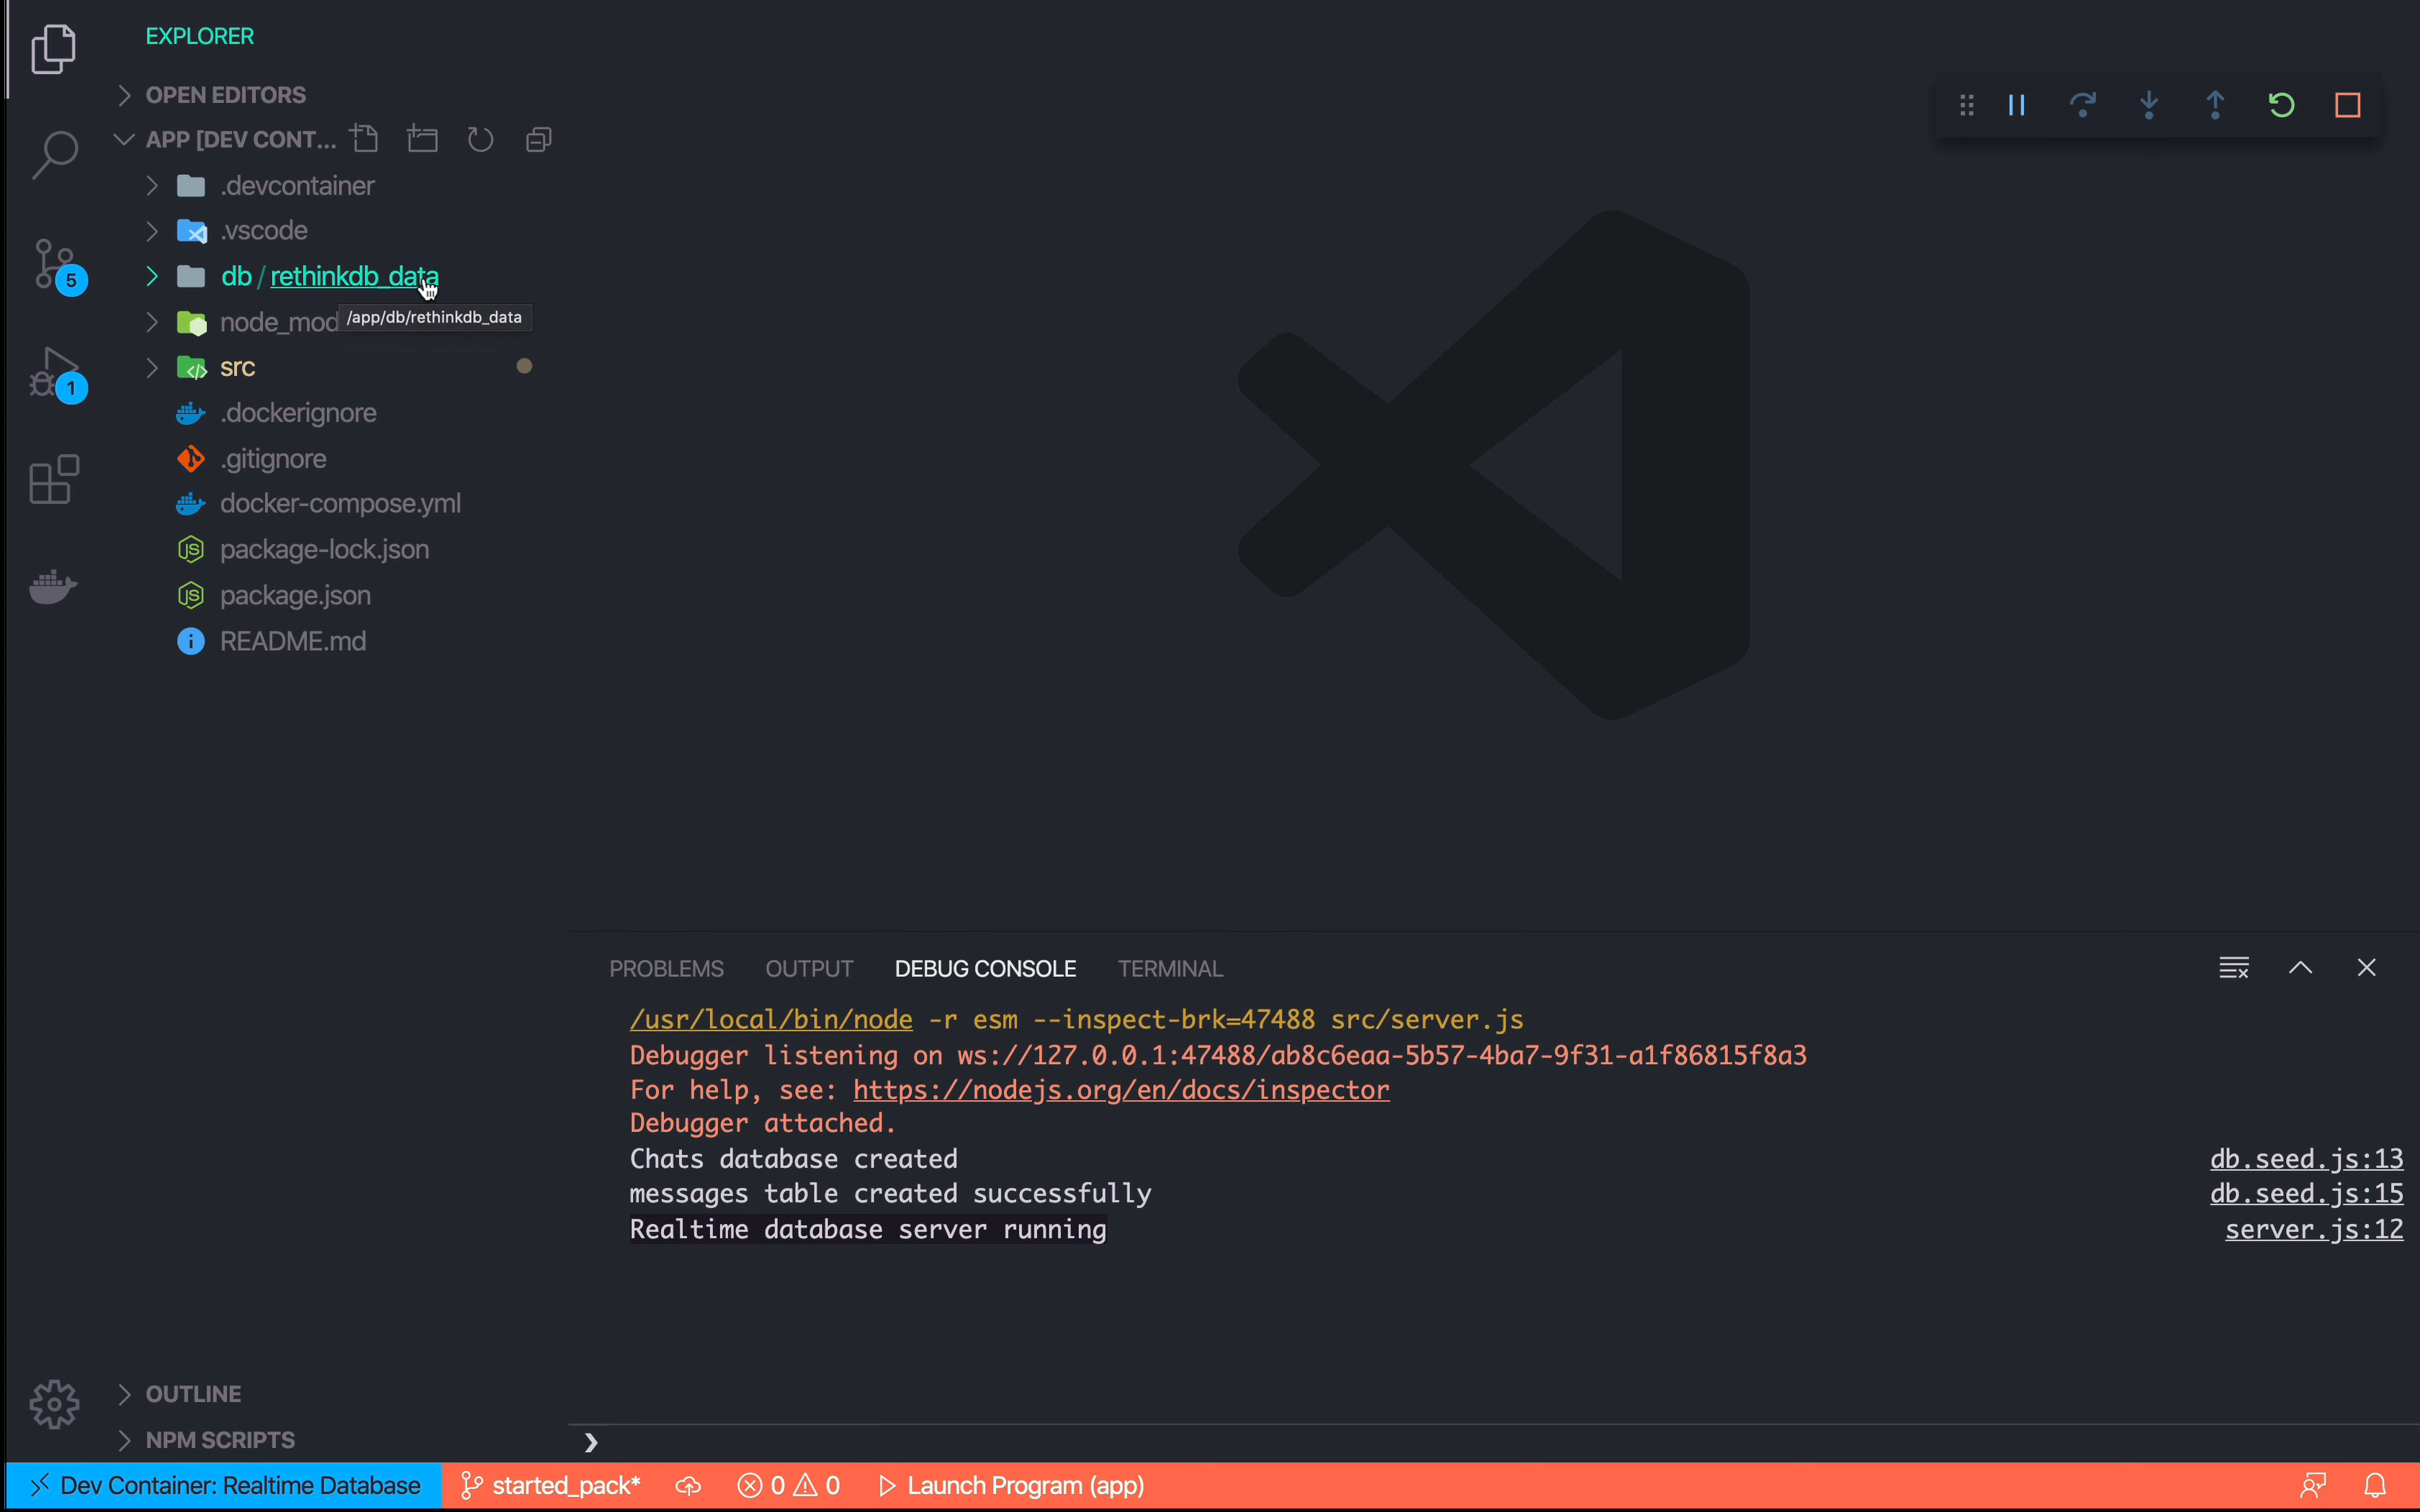 EXPLORER
OPEN EDITORS
APP [DEV CONT...
.devcontainer
.vscode
5
db / rethinkdb_data
/app/db/rethinkdb_data
node_mod
src
1
.dockerignore
.gitignore
docker-compose.yml
package-lock.json
package.json
README.md
PROBLEMS OUTPUT DEBUG CONSOLE TERMINAL
/usr/local/bin/node -r esm --inspect-brk=47488 src/server.js
Debugger listening on ws://127.0.0.1:47488/ab8c6eaa-5b57-4ba7-9f31-a1f86815f8a3
For help, see: https://nodejs.org/en/docs/inspector
Debugger attached.
Chats database created db.seed.js:13
messages table created successfully db.seed.js:15
Realtime database server running server.js:12
OUTLINE
NPM SCRIPTS
Dev Container: Realtime Database started_pack* 0 0 Launch Program (app)